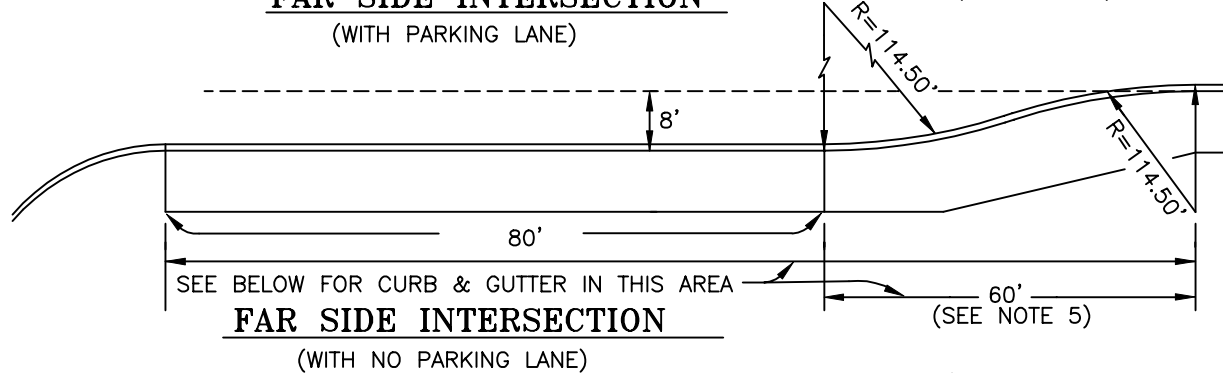 FAR SIDE INTERSECTION
(WITH PARKING LANE)
R=114.50'
8'
R=114.50'
80'
SEE BELOW FOR CURB & GUTTER IN THIS AREA
60'
(SEE NOTE 5)
FAR SIDE INTERSECTION
(WITH NO PARKING LANE)